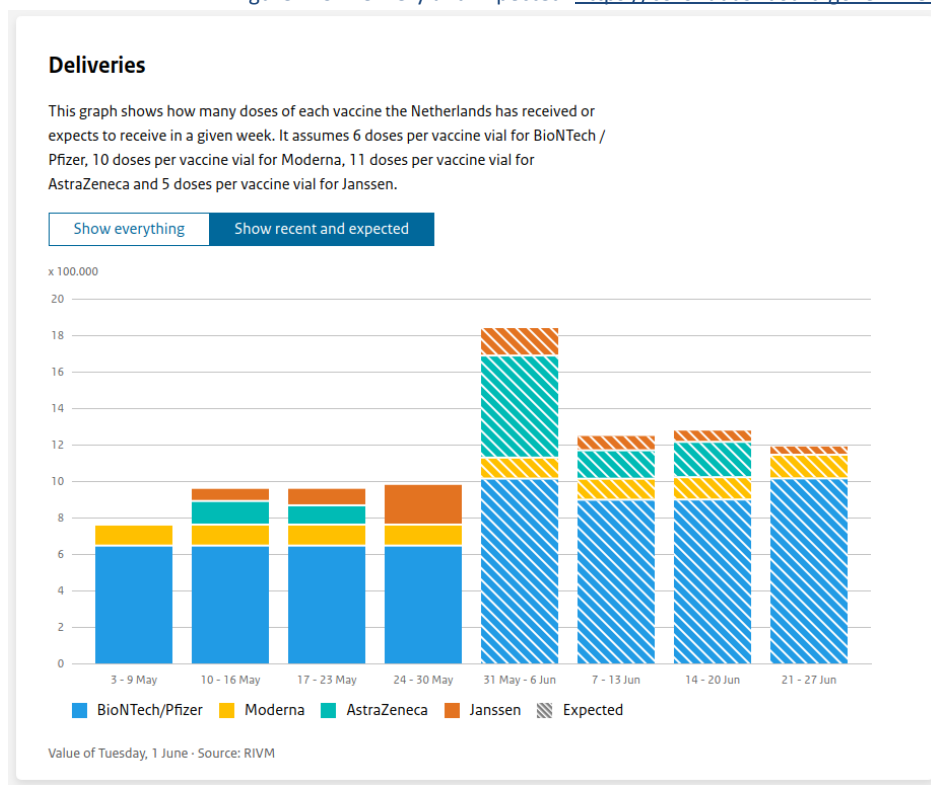 Deliveries
This graph shows how many doses of each vaccine the Netherlands has received or
expects to receive in a given week. It assumes 6 doses per vaccine vial for BioNTech /
Pfizer, 10 doses per vaccine vial for Moderna, 11 doses per vaccine vial for
AstraZeneca and 5 doses per vaccine vial for Janssen.
Show everything Show recent and expected
x 100.000
20
18
16
14
12
10
8
6
4
2
0
3 - 9 May 10 - 16 May 17 - 23 May 24 - 30 May 31 May - 6 Jun 7 - 13 Jun 14 - 20 Jun 21 - 27 Jun
BioNTech/Pfizer Moderna AstraZeneca Janssen Expected
Value of Tuesday, 1 June · Source: RIVM